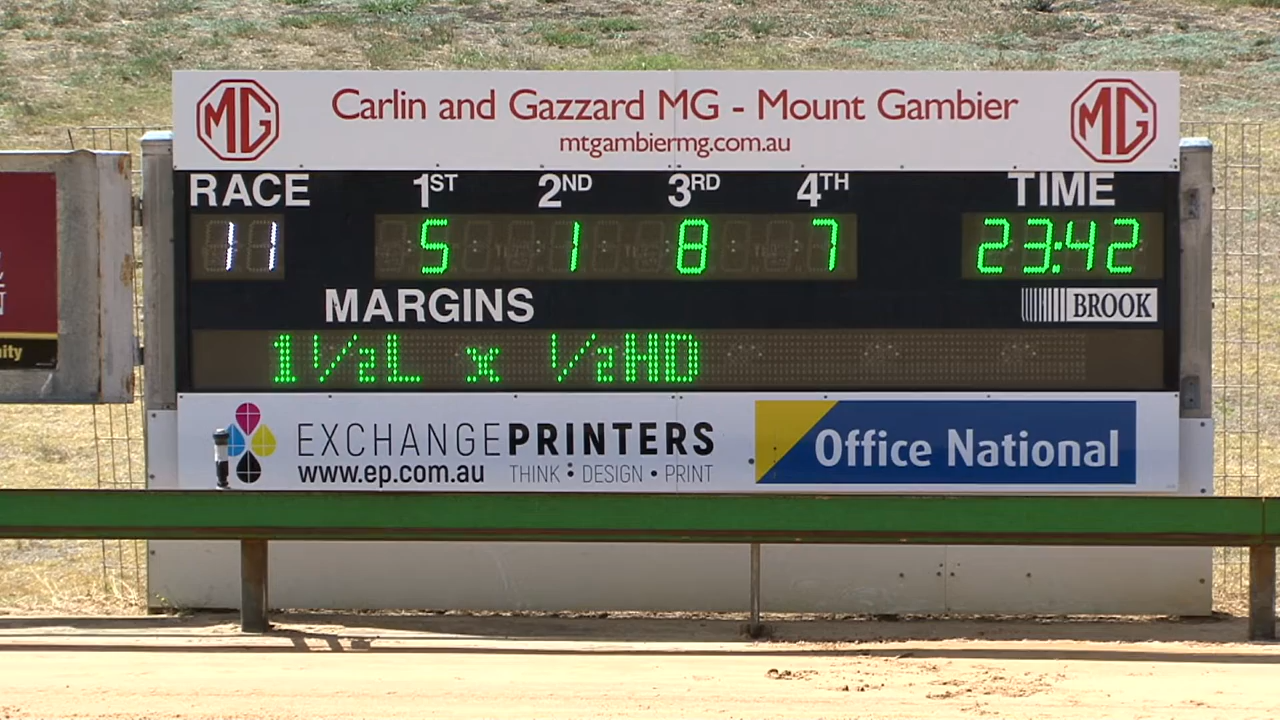 MG Carlin and Gazzard MG - Mount Gambier MG
mtgambiermg.com.au
RACE 1ST 2ND 3RD 4TH TIME
11 5 1 8 7 23:42
MARGINS BROOK
1½L x ½HD
EXCHANGEPRINTERS
www.ep.com.au THINK • DESIGN • PRINT
Office National